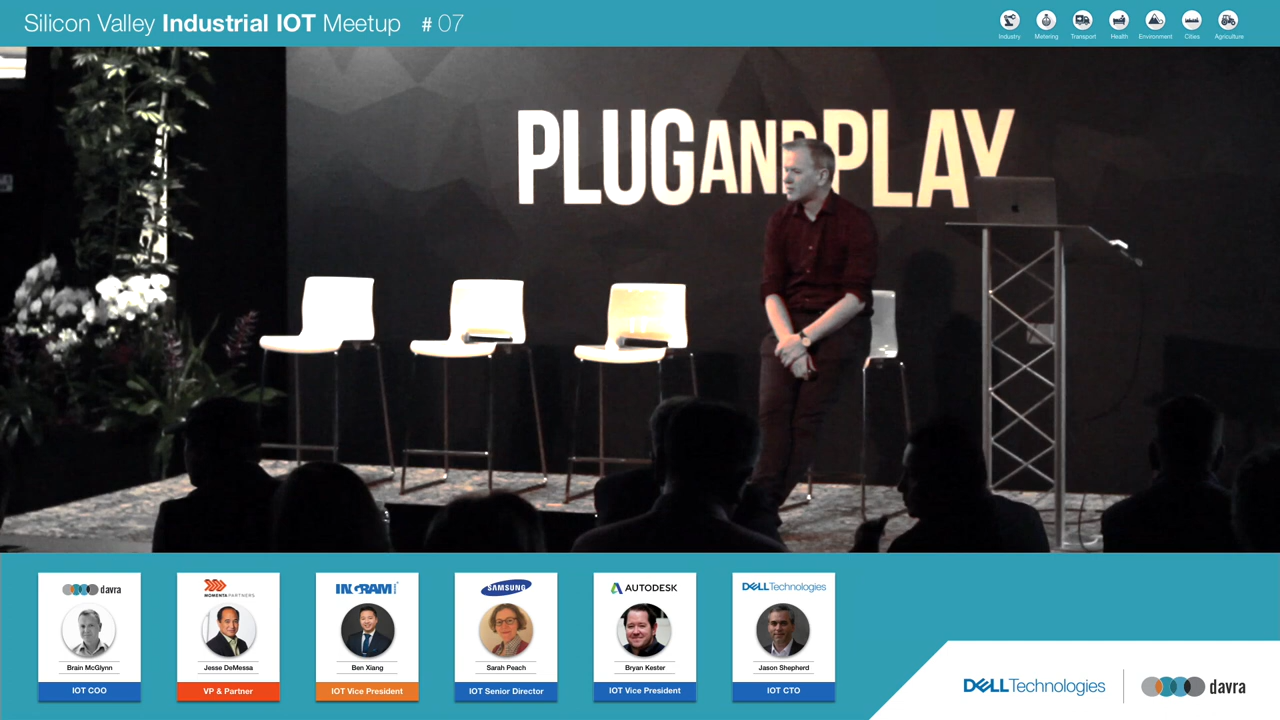 Silicon Valley Industrial IOT Meetup # 07
Industry
Metering
Transport
Health
Environment
Cities
Agriculture
PLUG AND PLAY
davra
Brain McGlynn
IOT COO
MOMENTA PARTNERS
Jesse DeMessa
VP & Partner
INGRAM
Ben Xiang
IOT Vice President
SAMSUNG
Sarah Peach
IOT Senior Director
AUTODESK
Bryan Kester
IOT Vice President
DELL Technologies
Jason Shepherd
IOT CTO
DELL Technologies
davra